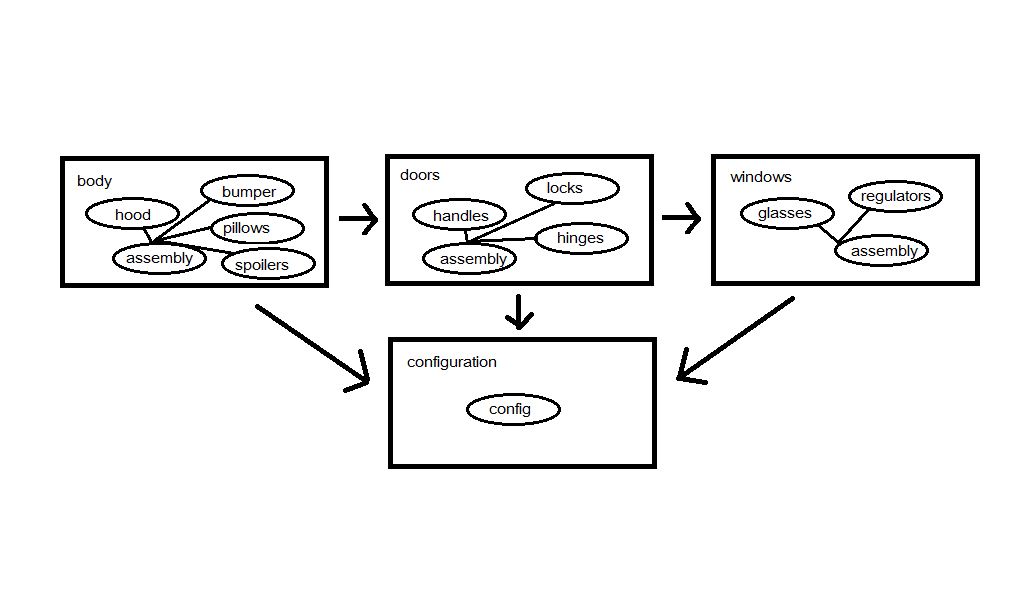 body
bumper
hood
pillows
assembly
spoilers
doors
locks
handles
hinges
assembly
windows
regulators
glasses
assembly
configuration
config